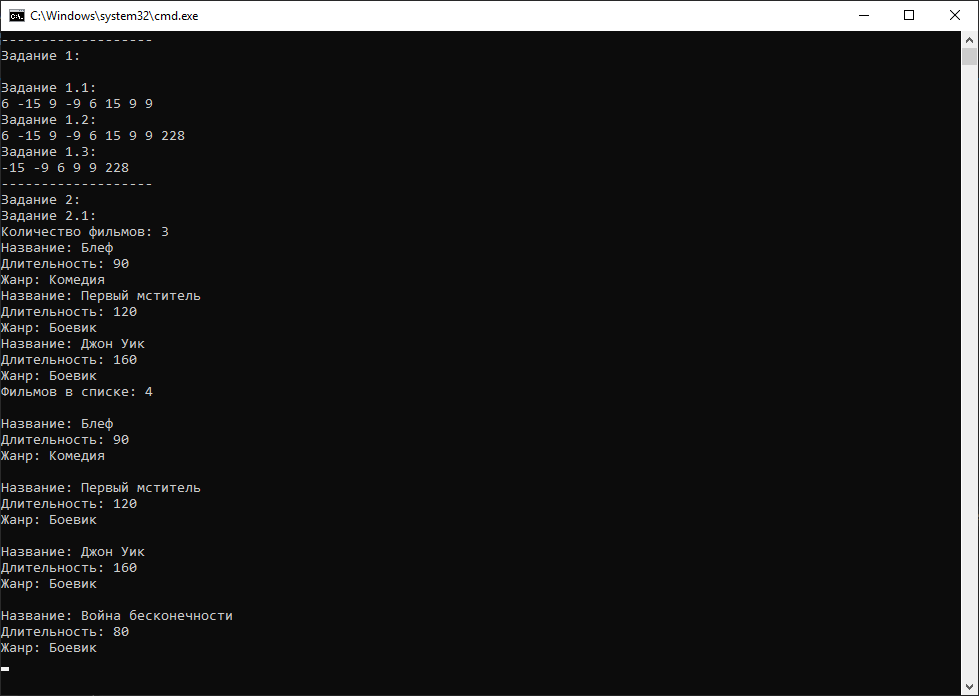 C:\Windows\system32\cmd.exe
-------------------
Задание 1:
Задание 1.1:
6 -15 9 -9 6 15 9 9
Задание 1.2:
6 -15 9 -9 6 15 9 9 228
Задание 1.3:
-15 -9 6 9 9 228
-------------------
Задание 2:
Задание 2.1:
Количество фильмов: 3
Название: Блеф
Длительность: 90
Жанр: Комедия
Название: Первый мститель
Длительность: 120
Жанр: Боевик
Название: Джон Уик
Длительность: 160
Жанр: Боевик
Фильмов в списке: 4
Название: Блеф
Длительность: 90
Жанр: Комедия
Название: Первый мститель
Длительность: 120
Жанр: Боевик
Название: Джон Уик
Длительность: 160
Жанр: Боевик
Название: Война бесконечности
Длительность: 80
Жанр: Боевик